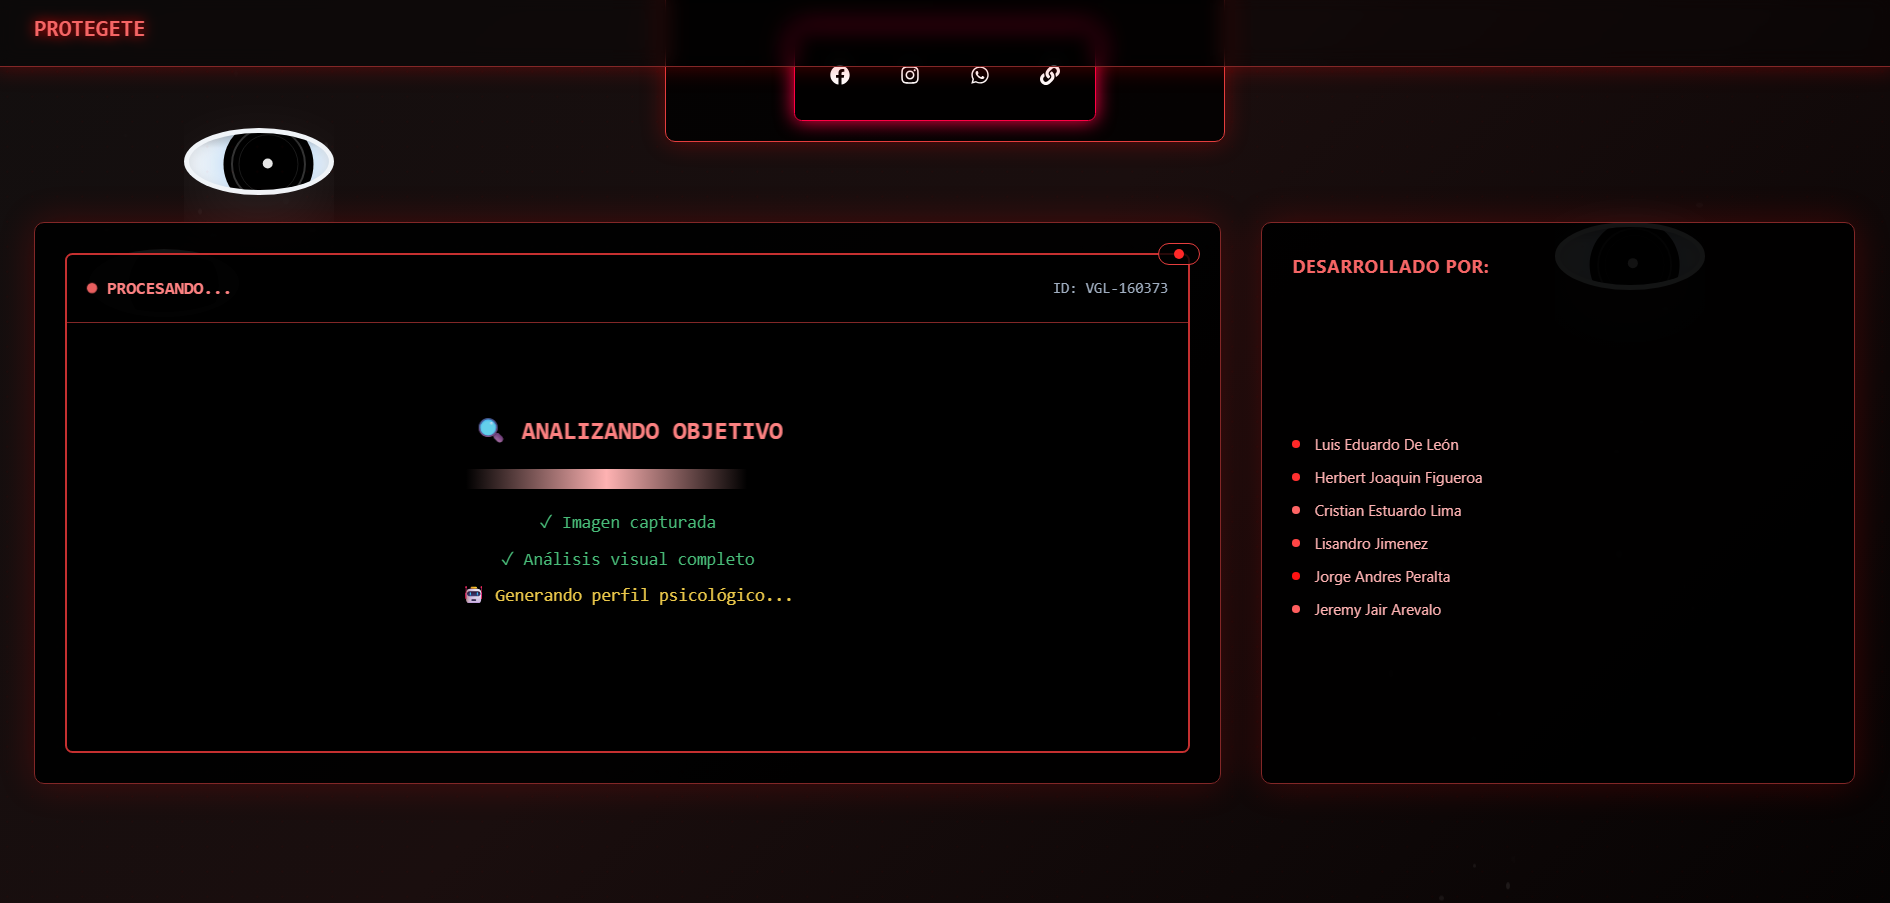 PROTEGETE
PROCESANDO...
ID: VGL-160373
🔍 ANALIZANDO OBJETIVO
✓ Imagen capturada
✓ Análisis visual completo
🤖 Generando perfil psicológico...
DESARROLLADO POR:
Luis Eduardo De León
Herbert Joaquin Figueroa
Cristian Estuardo Lima
Lisandro Jimenez
Jorge Andres Peralta
Jeremy Jair Arevalo